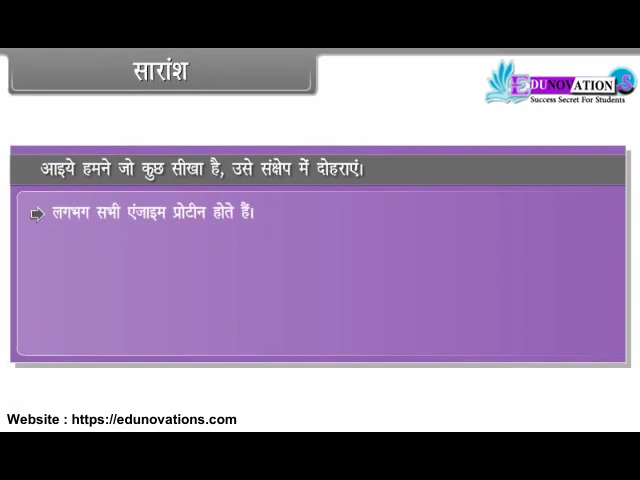 सारांश
EDUNOVATIONS
Success Secret For Students
आइये हमने जो कुछ सीखा है, उसे संक्षेप में दोहराएं।
लगभग सभी एंजाइम प्रोटीन होते हैं।
Website : https://edunovations.com